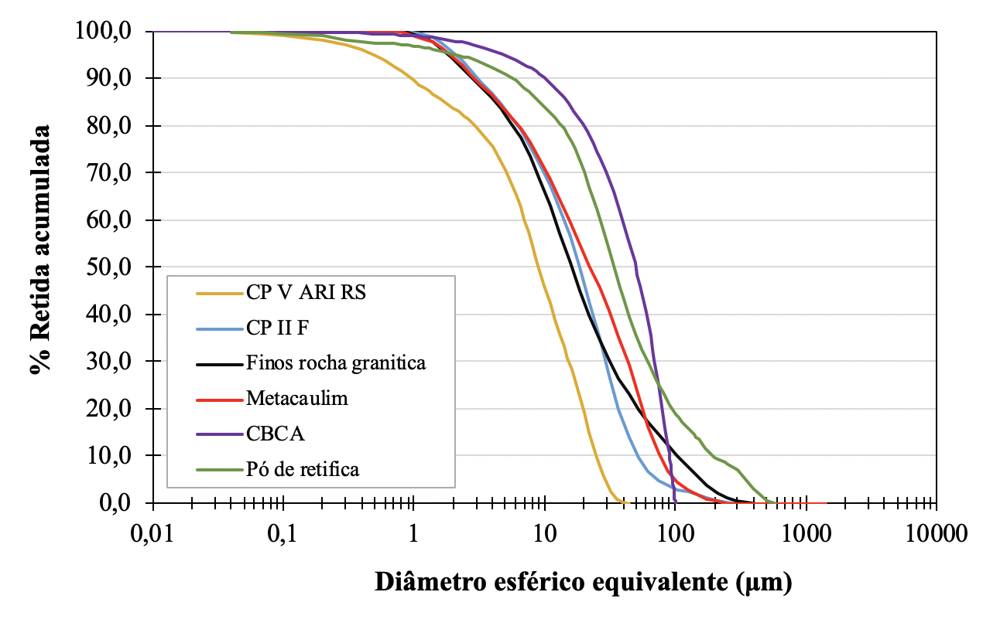 100,0
90,0
80,0
70,0
60,0
50,0
40,0
30,0
20,0
10,0
0,0
% Retida acumulada
CP V ARI RS
CP II F
Finos rocha granitica
Metacaulim
CBCA
Pó de retifica
0,01 0,1 1 10 100 1000 10000
Diâmetro esférico equivalente (μm)